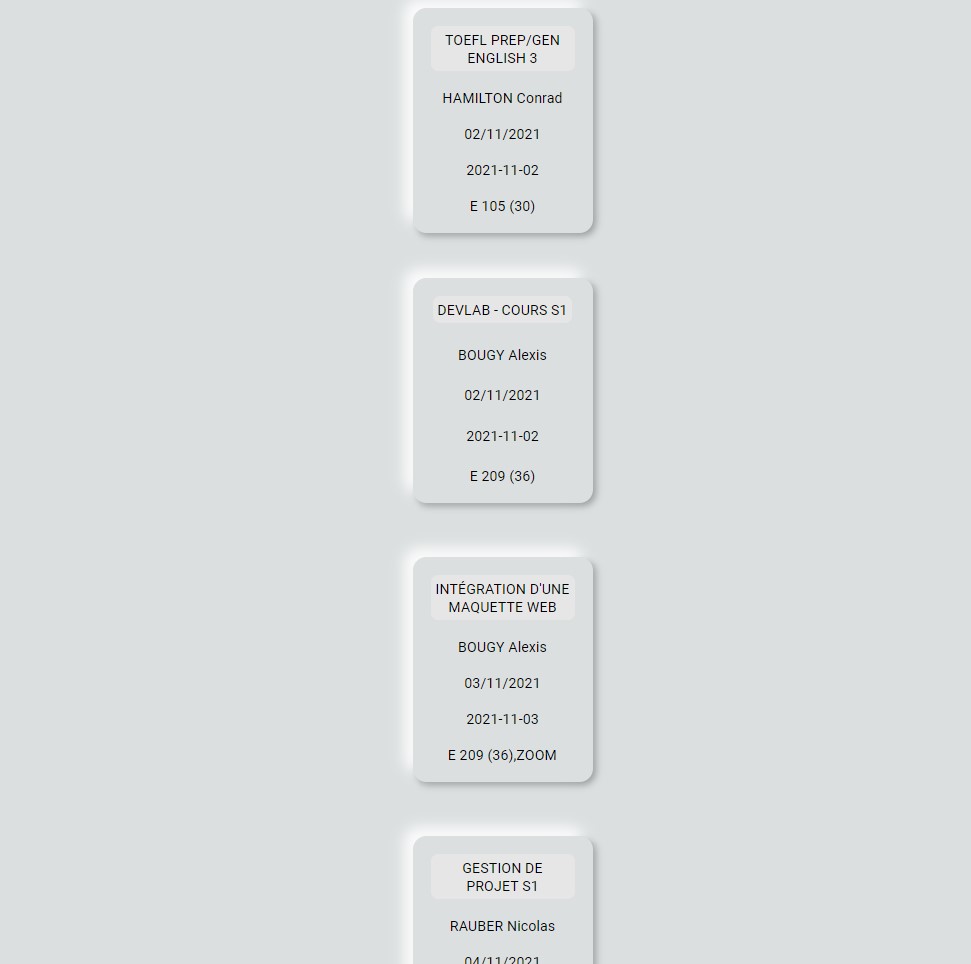 TOEFL PREP/GEN
ENGLISH 3
HAMILTON Conrad
02/11/2021
2021-11-02
E 105 (30)
DEVLAB - COURS S1
BOUGY Alexis
02/11/2021
2021-11-02
E 209 (36)
INTÉGRATION D'UNE
MAQUETTE WEB
BOUGY Alexis
03/11/2021
2021-11-03
E 209 (36),ZOOM
GESTION DE
PROJET S1
RAUBER Nicolas
04/11/2021